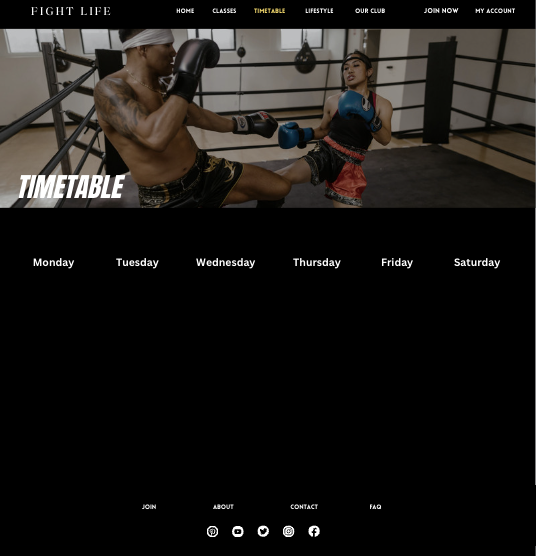 FIGHT LIFE HOME CLASSES TIMETABLE LIFESTYLE OUR CLUB JOIN NOW MY ACCOUNT
TIMETABLE
Monday Tuesday Wednesday Thursday Friday Saturday
JOIN ABOUT CONTACT FAQ